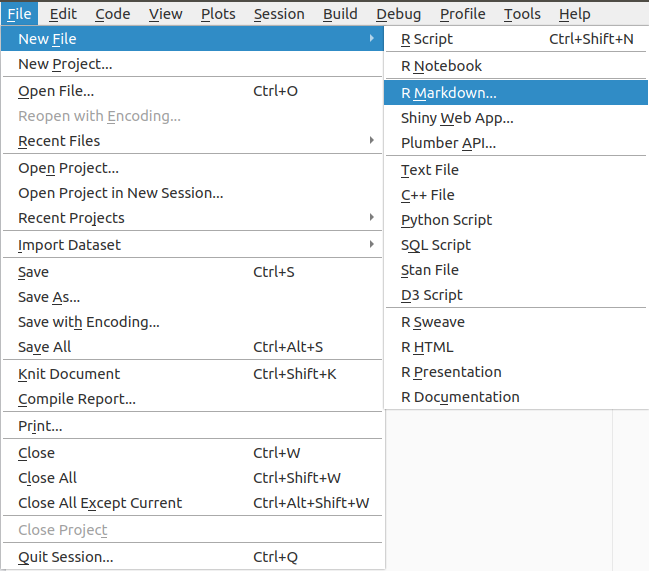 File Edit Code View Plots Session Build Debug Profile Tools Help
New File
New Project...
Open File... Ctrl+O
Reopen with Encoding...
Recent Files
Open Project...
Open Project in New Session...
Recent Projects
Import Dataset
Save Ctrl+S
Save As...
Save with Encoding...
Save All Ctrl+Alt+S
Knit Document Ctrl+Shift+K
Compile Report...
Print...
Close Ctrl+W
Close All Ctrl+Shift+W
Close All Except Current Ctrl+Alt+Shift+W
Close Project
Quit Session... Ctrl+Q
R Script Ctrl+Shift+N
R Notebook
R Markdown...
Shiny Web App...
Plumber API...
Text File
C++ File
Python Script
SQL Script
Stan File
D3 Script
R Sweave
R HTML
R Presentation
R Documentation